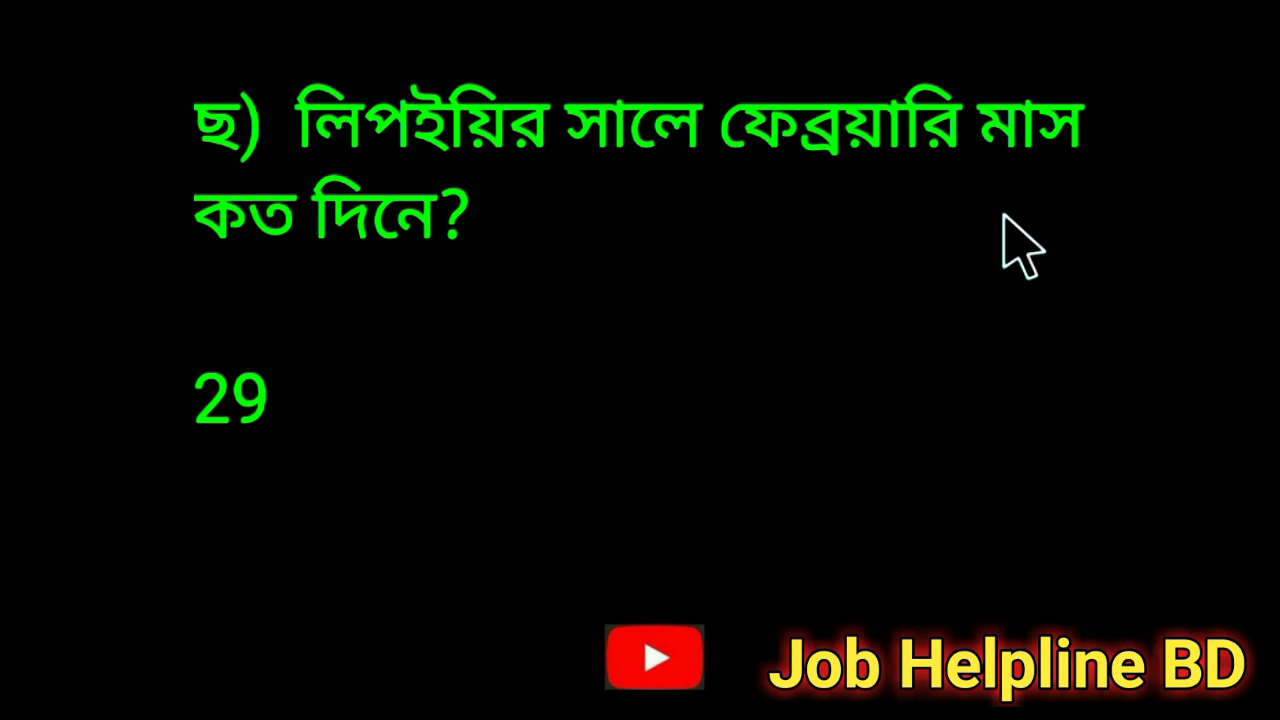 ছ) লিপইয়ির সালে ফেব্রয়ারি মাস
কত দিনে?
29
Job Helpline BD